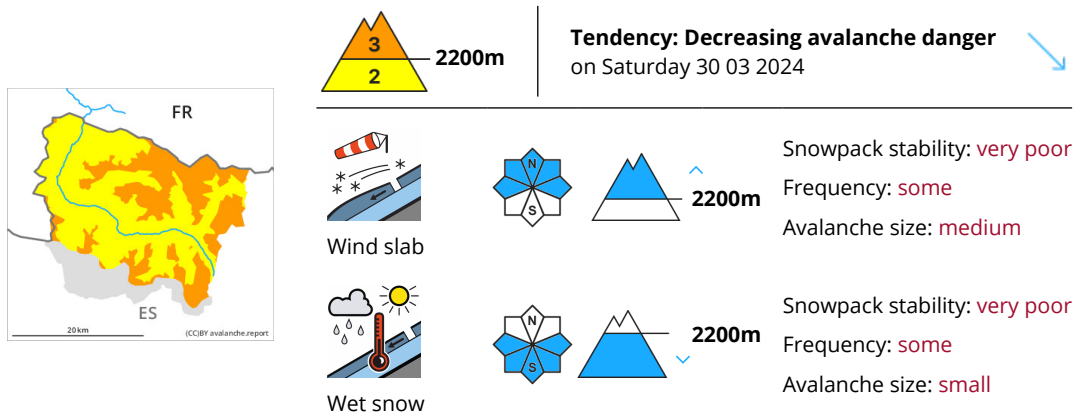 3
2
2200m
Tendency: Decreasing avalanche danger
on Saturday 30 03 2024
FR
ES
20 km
(CC)BY avalanche.report
Wind slab
N
S
2200m
Snowpack stability: very poor
Frequency: some
Avalanche size: medium
Wet snow
N
S
2200m
Snowpack stability: very poor
Frequency: some
Avalanche size: small